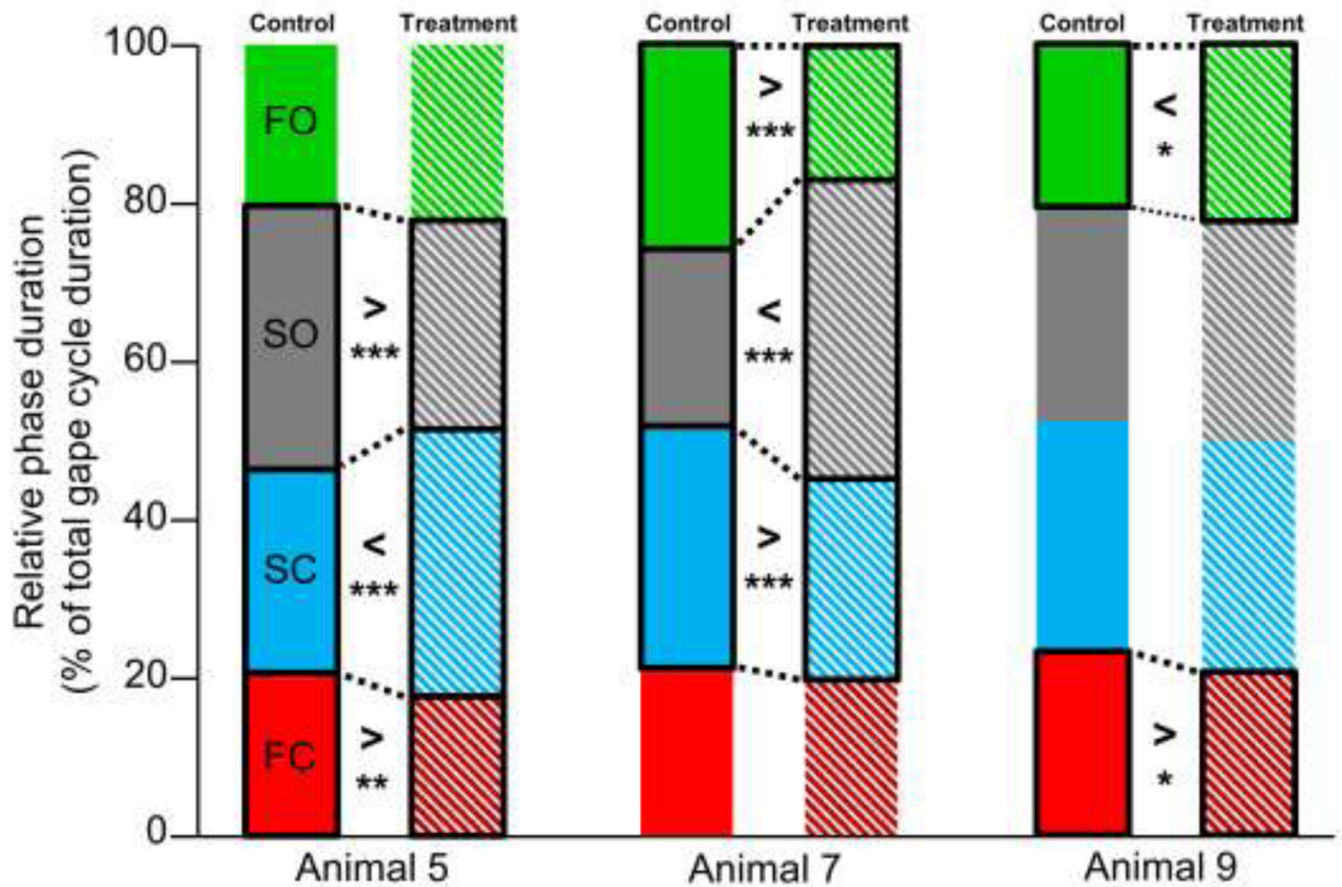 Control Treatment Control Treatment Control Treatment
Relative phase duration
(% of total gape cycle duration)
100
80
60
40
20
0
FO
SO
SC
FC
>
***
<
***
>
**
>
***
<
***
>
***
<
*
>
*
Animal 5 Animal 7 Animal 9